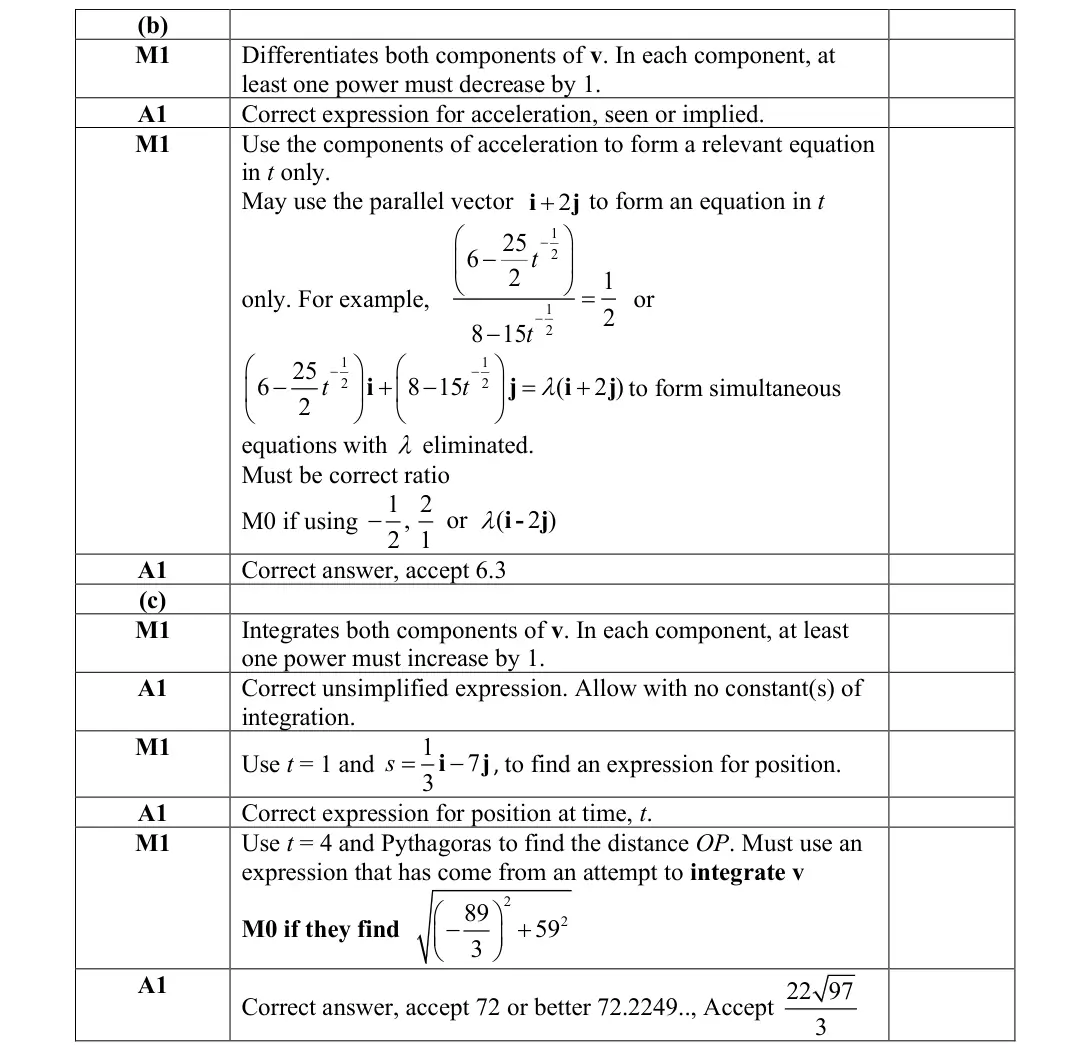 (b)
M1 Differentiates both components of v. In each component, at
least one power must decrease by 1.
A1 Correct expression for acceleration, seen or implied.
M1 Use the components of acceleration to form a relevant equation
in t only.
May use the parallel vector i + 2j to form an equation in t
only. For example, (6 − 25/2 t^(−1/2)) / (8 − 15t^(−1/2)) = 1/2 or
(6 − 25/2 t^(−1/2))i + (8 − 15t^(−1/2))j = λ(i + 2j) to form simultaneous
equations with λ eliminated.
Must be correct ratio
M0 if using −1/2, 2/1 or λ(i - 2j)
A1 Correct answer, accept 6.3
(c)
M1 Integrates both components of v. In each component, at least
one power must increase by 1.
A1 Correct unsimplified expression. Allow with no constant(s) of
integration.
M1 Use t = 1 and s = 1/3 i − 7j, to find an expression for position.
A1 Correct expression for position at time, t.
M1 Use t = 4 and Pythagoras to find the distance OP. Must use an
expression that has come from an attempt to integrate v
M0 if they find √((−89/3)² + 59²)
A1 Correct answer, accept 72 or better 72.2249.., Accept 22√97/3